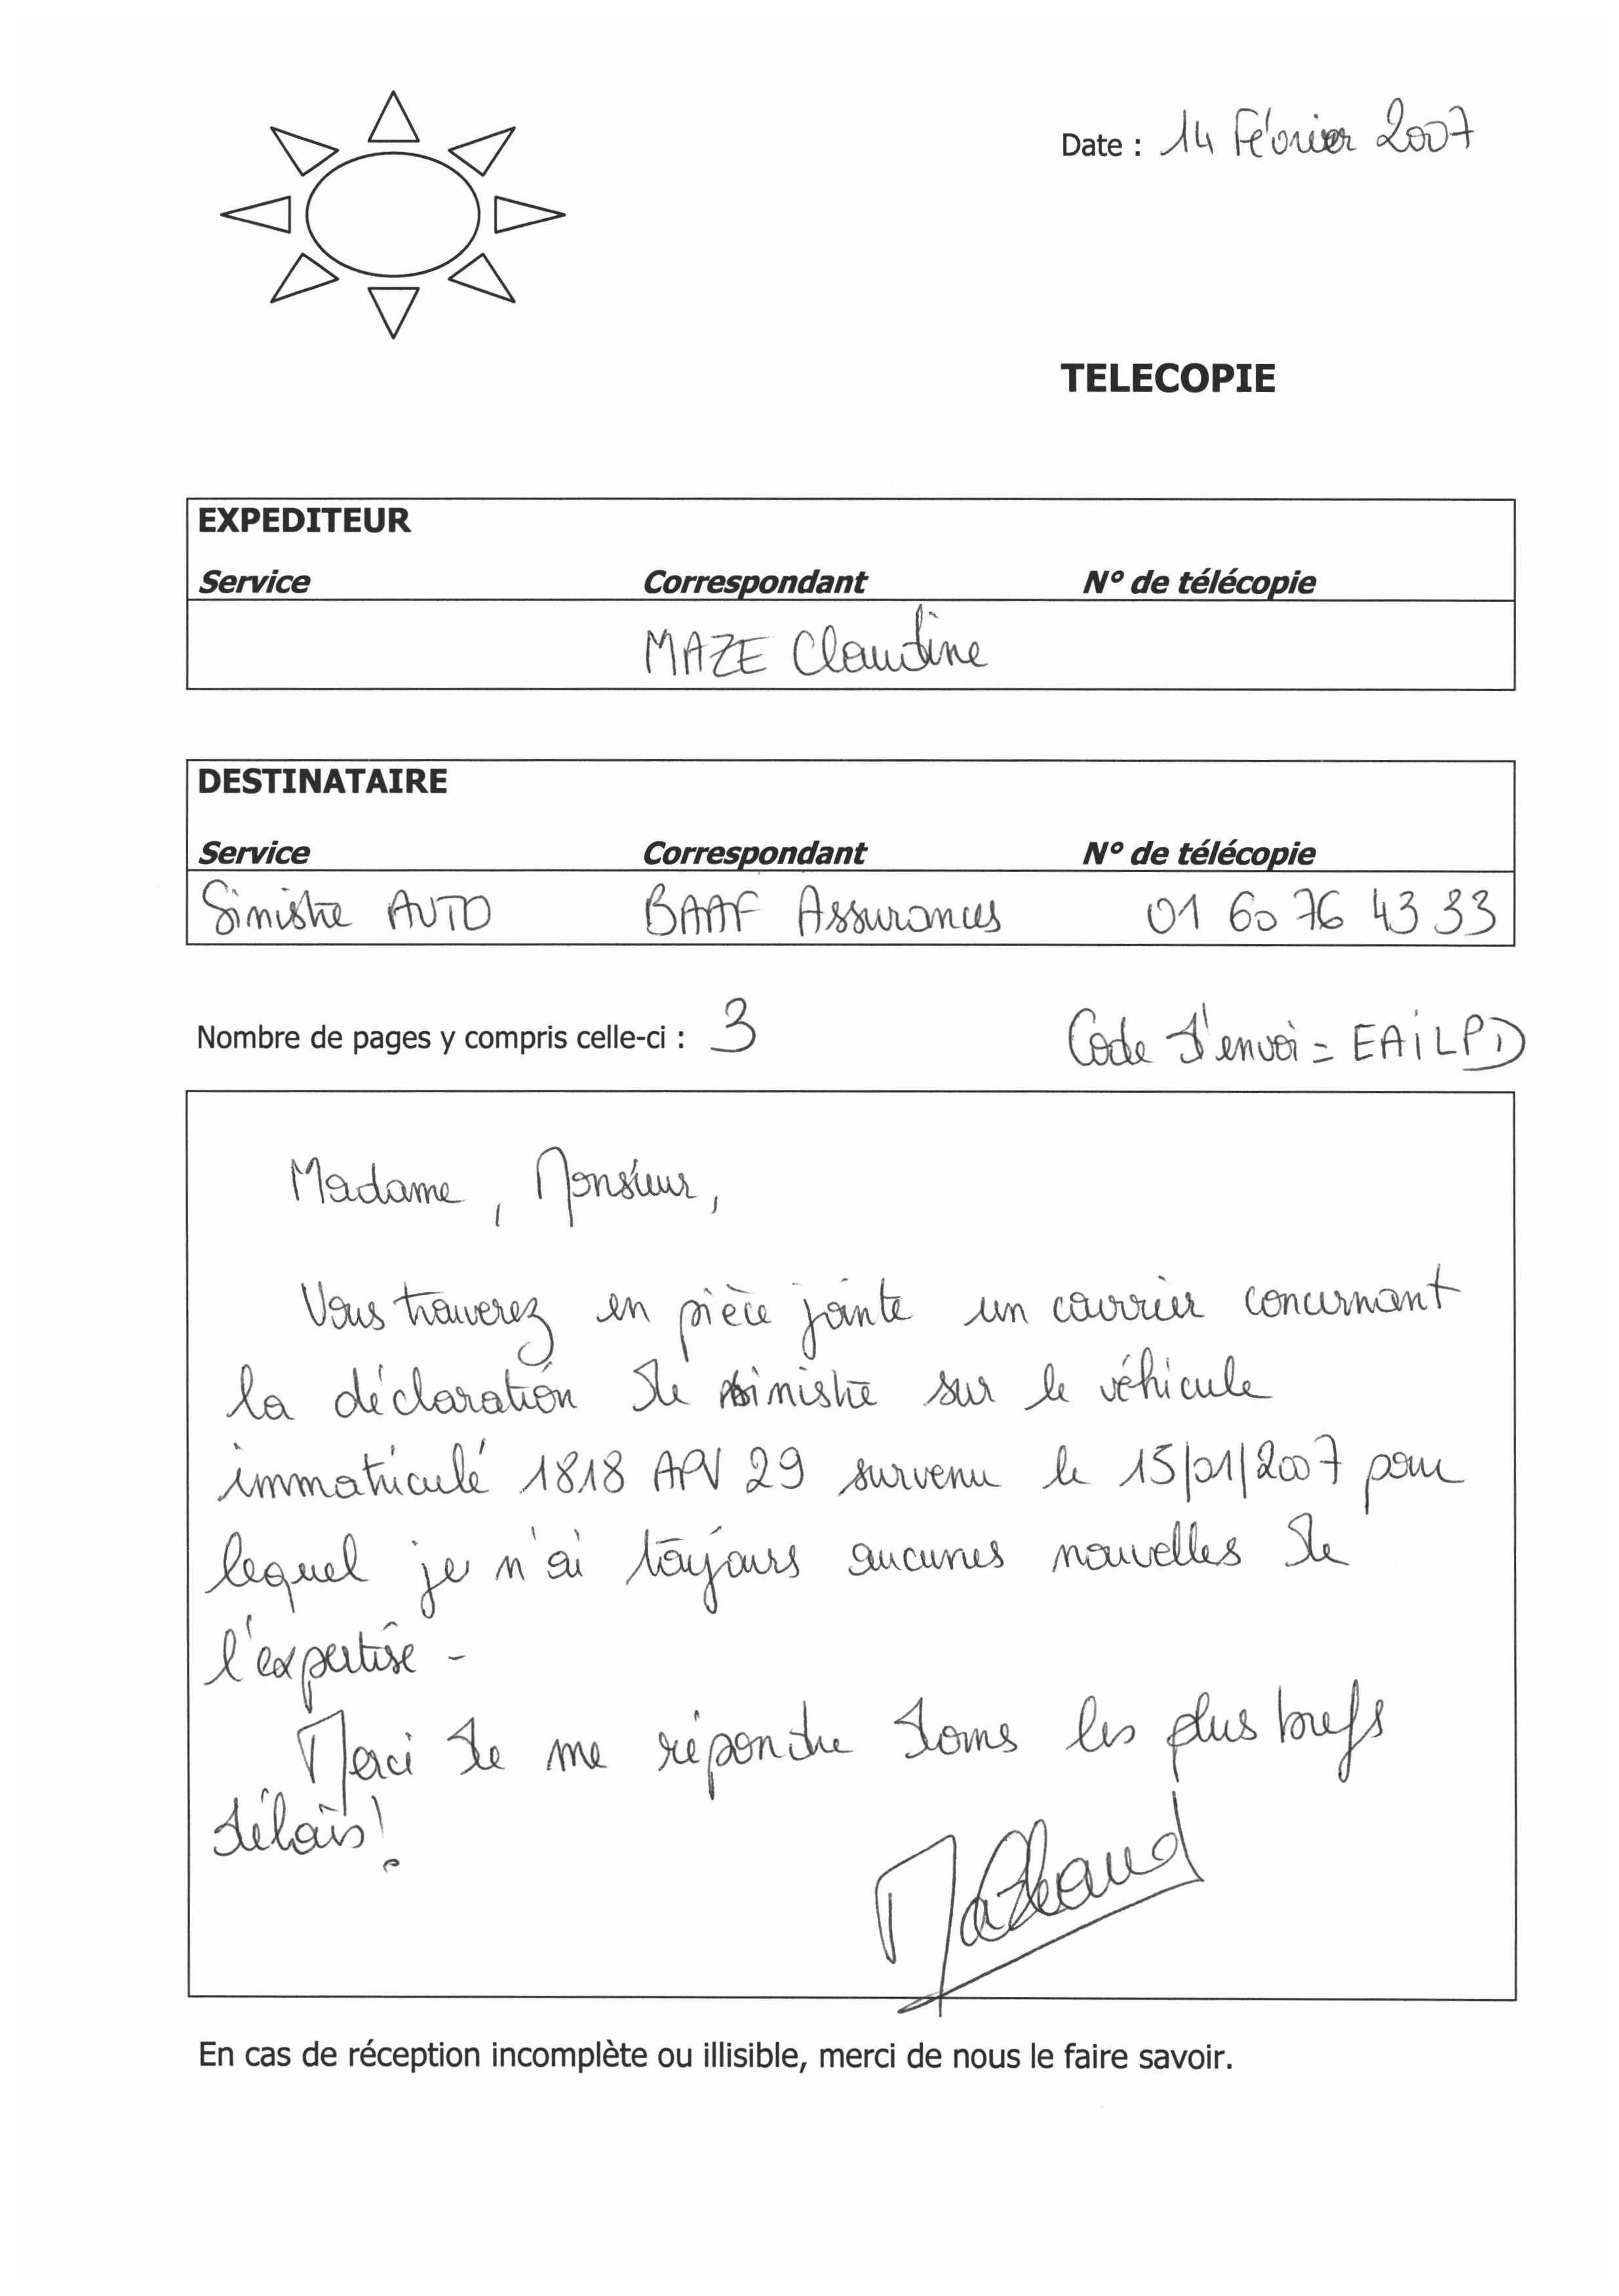 Date : 14 Février 2007
TELECOPIE
EXPEDITEUR
Service Correspondant N° de télécopie
MAZE Claudine
DESTINATAIRE
Service Correspondant N° de télécopie
Sinistre AUTO BAAF Assurances 01 60 76 43 33
Nombre de pages y compris celle-ci : 3 Code d'envoi = EAILPD
Madame, Monsieur,
Vous trouverez en pièce jointe un courrier concernant
la déclaration de sinistre sur le véhicule
immatriculé 1818 APV 29 survenu le 15/01/2007 pour
lequel je n'ai toujours aucunes nouvelles de
l'expertise -
Merci de me répondre dans les plus brefs
délais!
En cas de réception incomplète ou illisible, merci de nous le faire savoir.